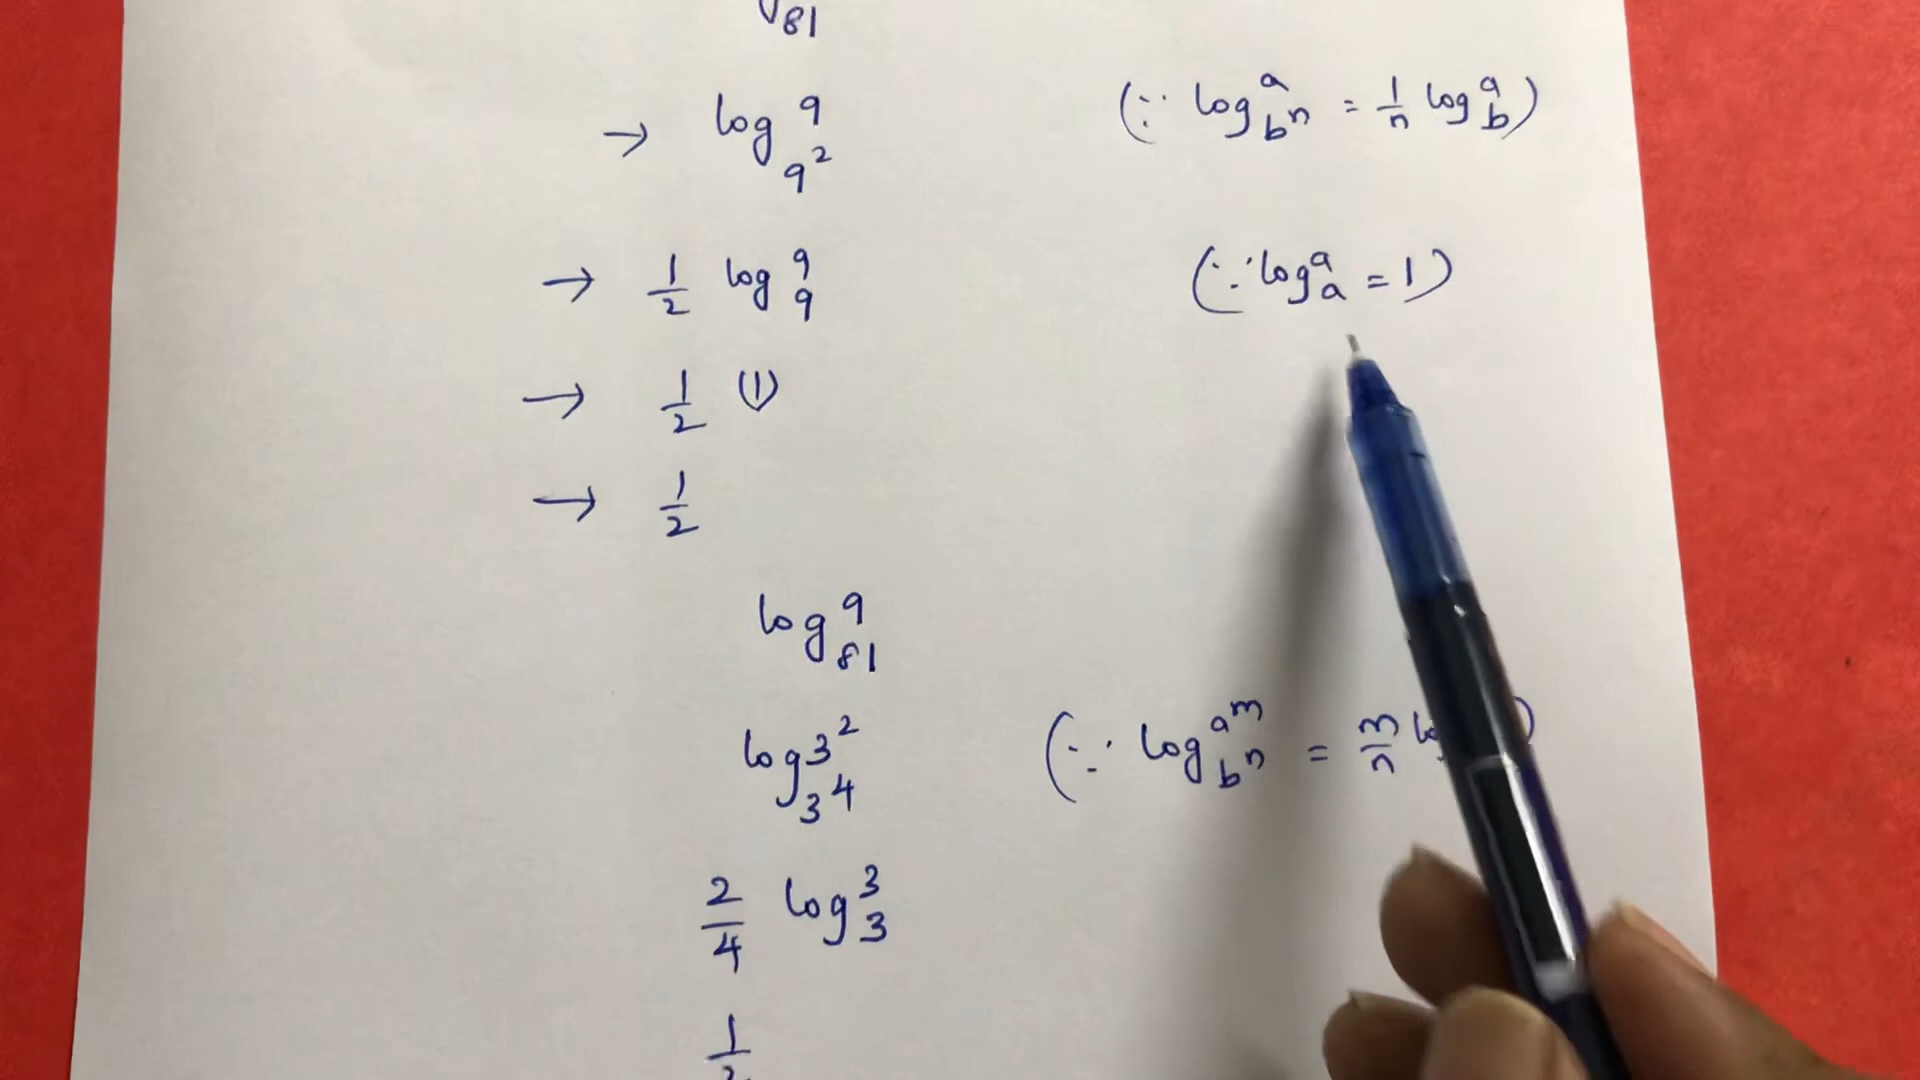 81
→ log 9 9² (∵ log a bⁿ = 1/n log a b)
→ 1/2 log 9 9 (∵ log a a = 1)
→ 1/2 (1)
→ 1/2
log 9 81
log 3² 3⁴ (∵ log aᵐ bⁿ = m/n
2/4 log 3 3
1